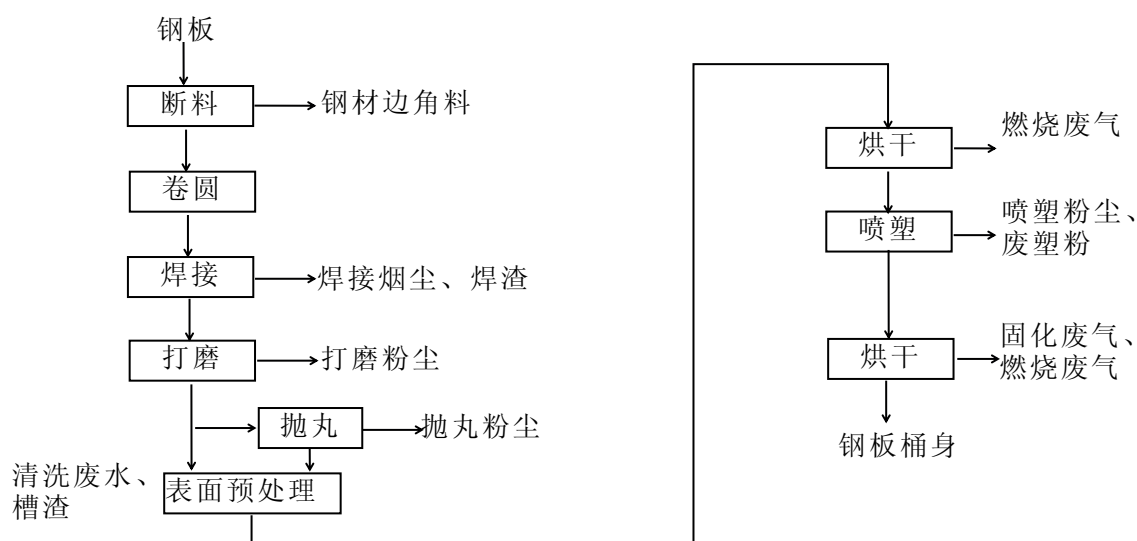 钢板
断料
钢材边角料
卷圆
焊接
焊接烟尘、焊渣
打磨
打磨粉尘
抛丸
抛丸粉尘
清洗废水、
槽渣
表面预处理
烘干
燃烧废气
喷塑
喷塑粉尘、
废塑粉
烘干
固化废气、
燃烧废气
钢板桶身